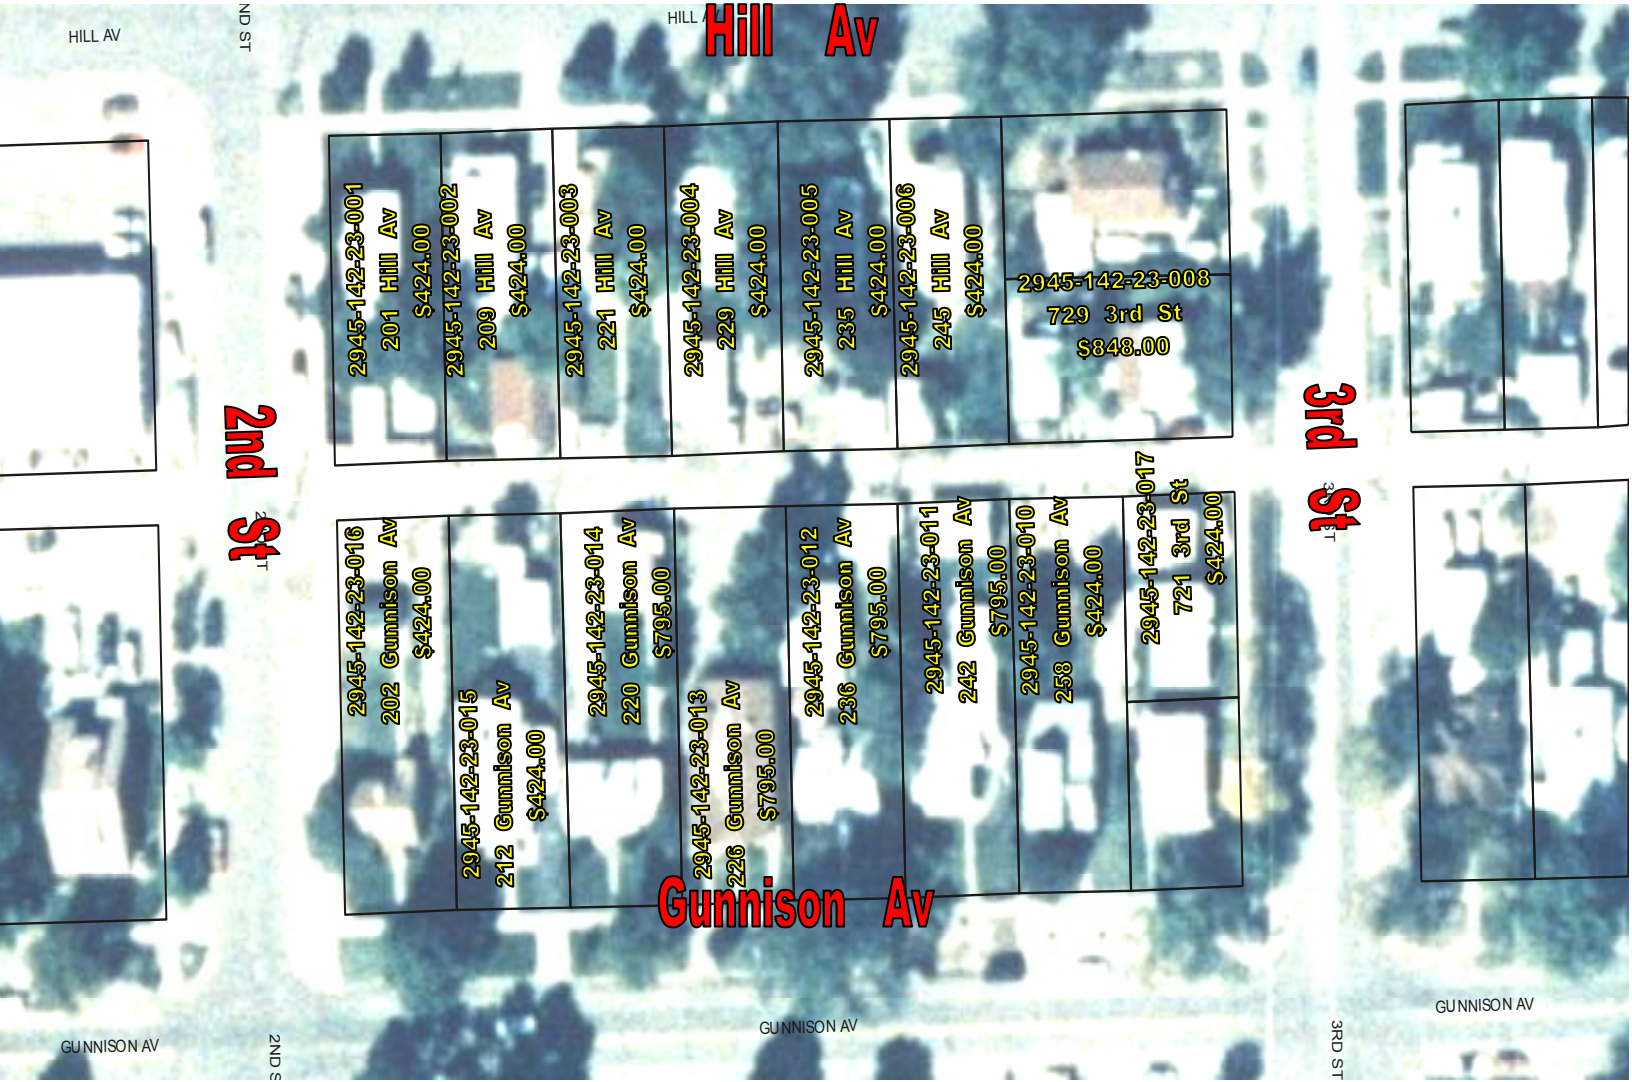 HILL AV
ND ST
HILL AV
Hill Av
2945-142-23-001
201 Hill Av
$424.00
2945-142-23-002
209 Hill Av
$424.00
2945-142-23-003
221 Hill Av
$424.00
2945-142-23-004
229 Hill Av
$424.00
2945-142-23-005
235 Hill Av
$424.00
2945-142-23-006
245 Hill Av
$424.00
2945-142-23-008
729 3rd St
$848.00
2nd St
3rd St
2945-142-23-016
202 Gunnison Av
$424.00
2945-142-23-015
212 Gunnison Av
$424.00
2945-142-23-014
220 Gunnison Av
$795.00
2945-142-23-013
226 Gunnison Av
$795.00
2945-142-23-012
236 Gunnison Av
$795.00
2945-142-23-011
242 Gunnison Av
$795.00
2945-142-23-010
258 Gunnison Av
$424.00
2945-142-23-017
721 3rd St
$424.00
Gunnison Av
GUNNISON AV
2ND S
GUNNISON AV
3RD ST
GUNNISON AV